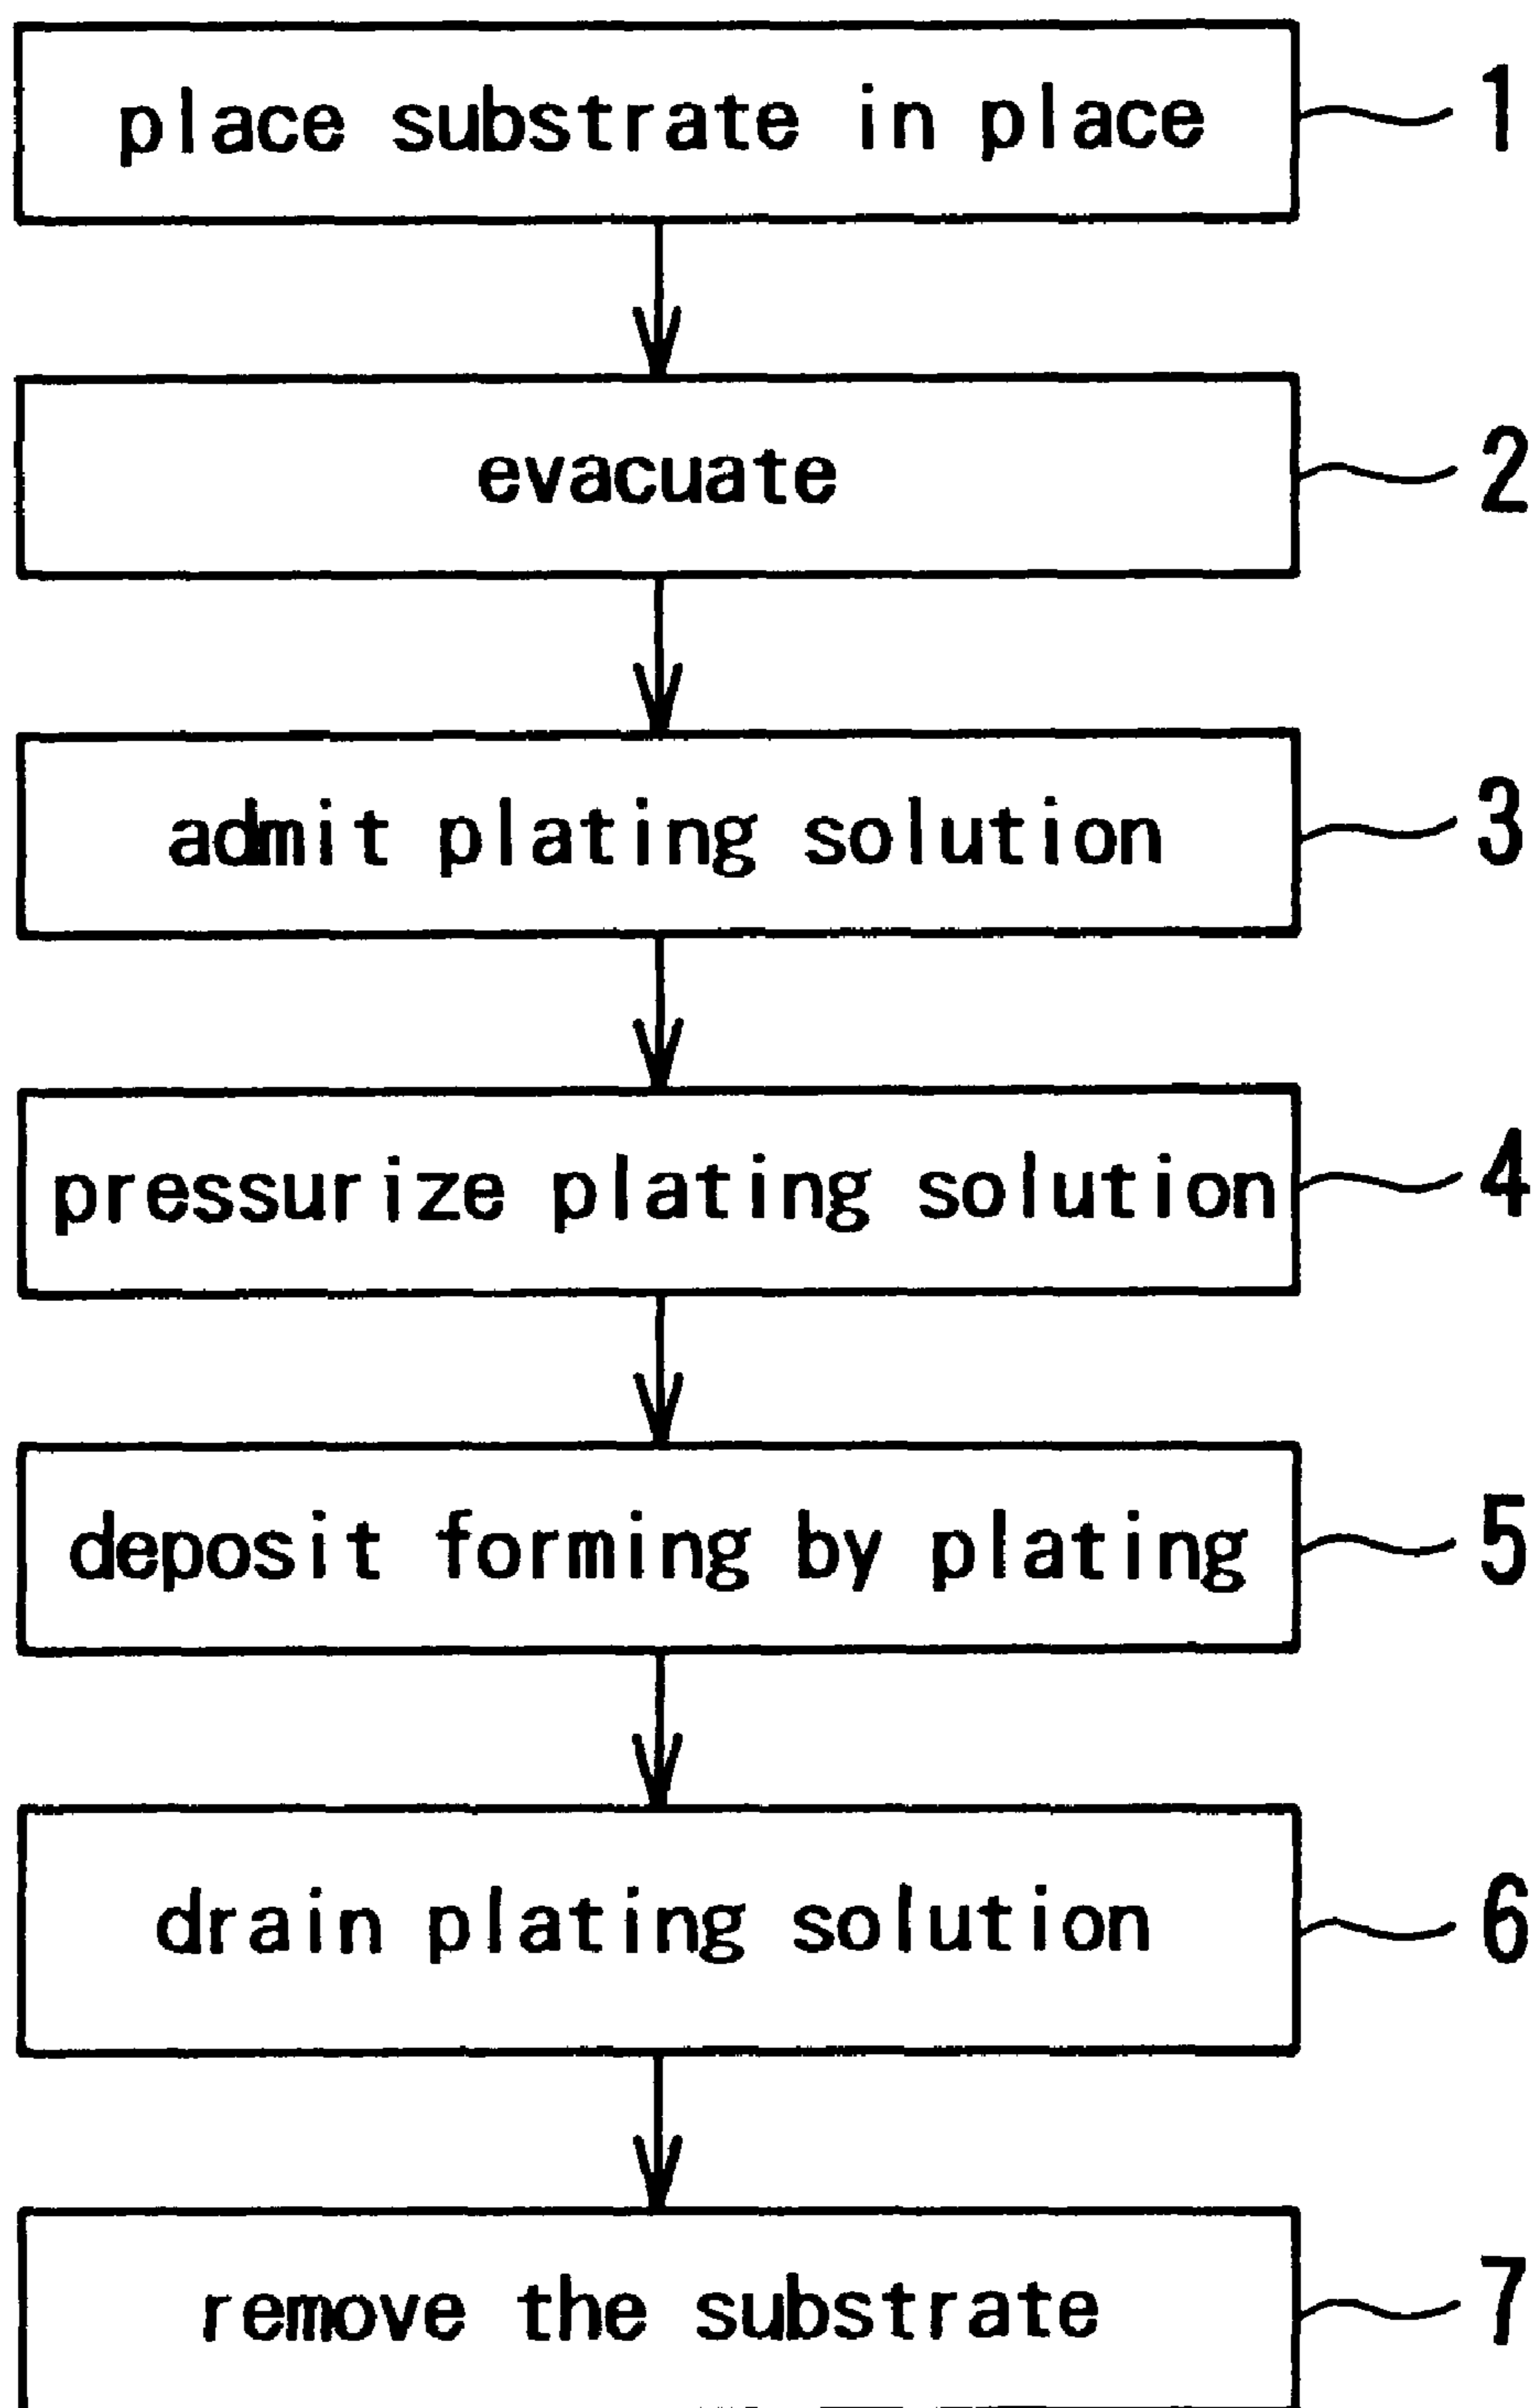 place substrate in place 1
evacuate 2
admit plating solution 3
pressurize plating solution 4
deposit forming by plating 5
drain plating solution 6
remove the substrate 7